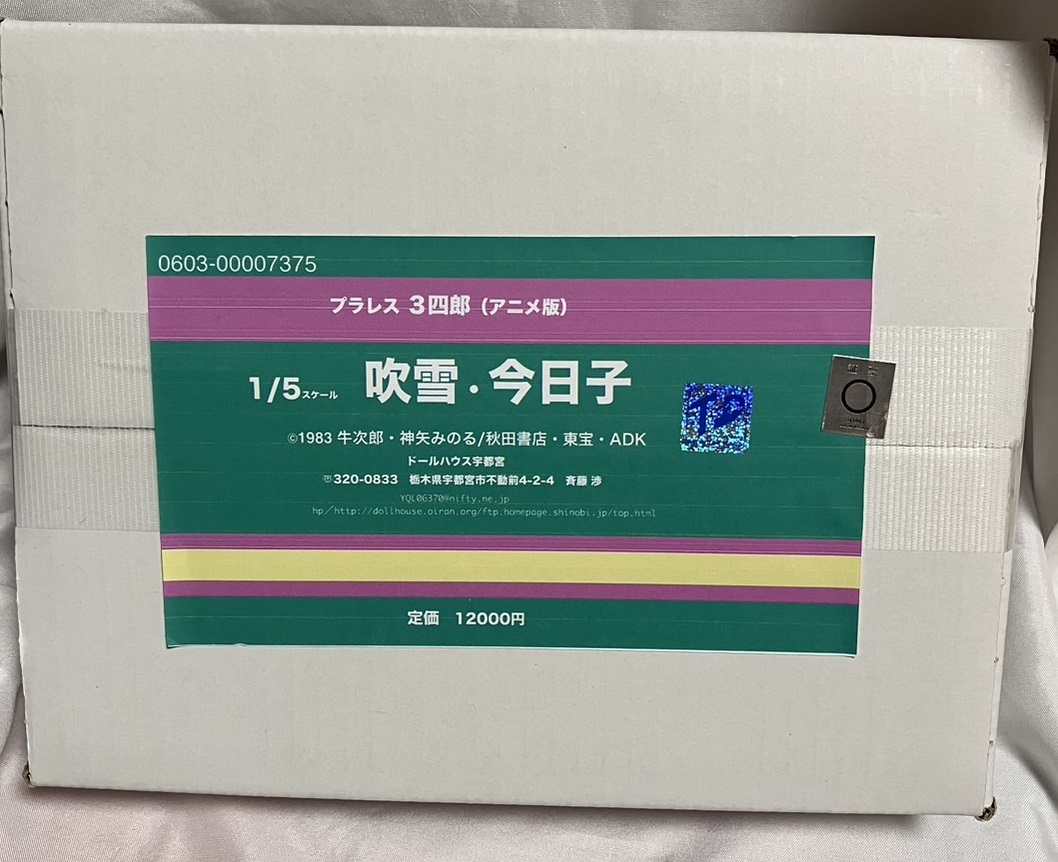 0603-00007375
プラレス 3四郎（アニメ版）
1/5スケール 吹雪．今日子
©1983 牛次郎・神矢みのる/秋田書店・東宝・ADK
ドールハウス宇都宮
320-0833 栃木県宇都宮市不動前4-2-4 斉藤 渉
YQL06370@nifty.ne.jp
hp／http://dollhouse.oiran.org/ftp.homepage.shinobi.jp/top.html
定価 12000円